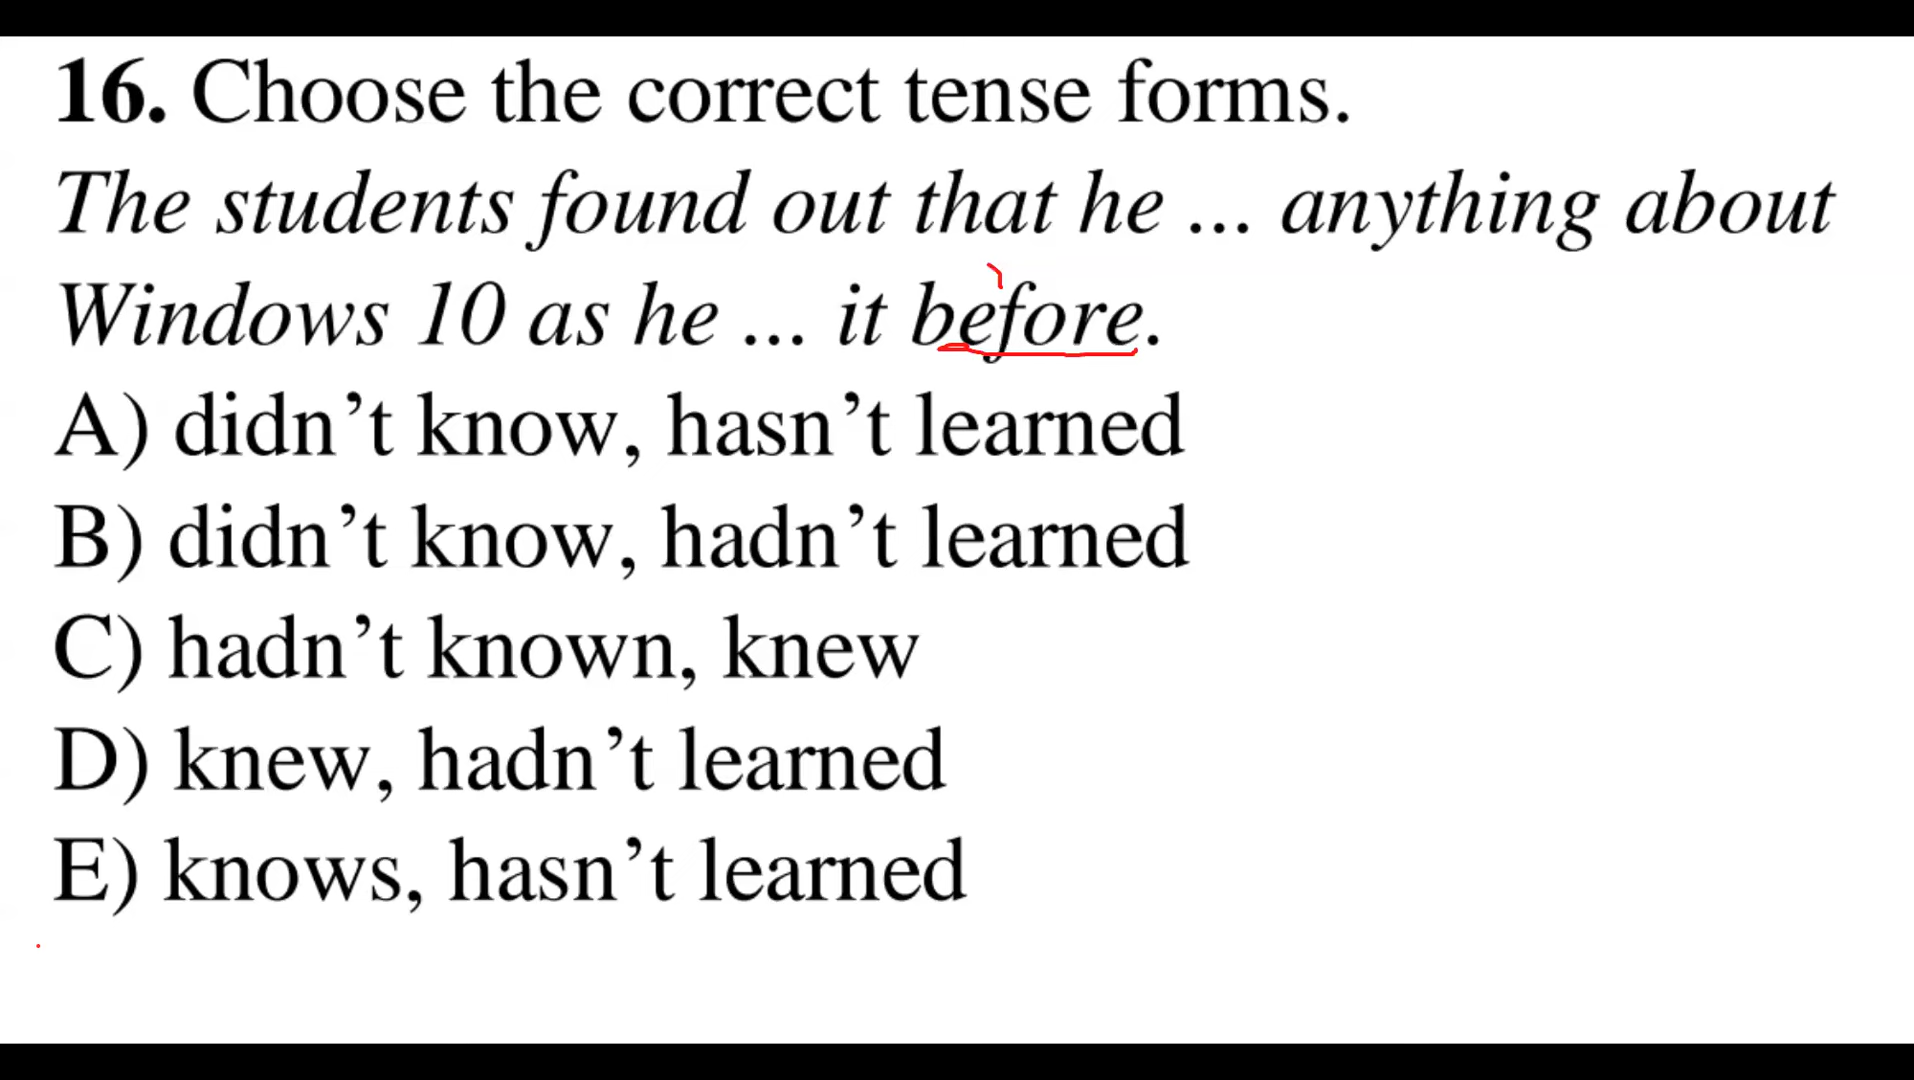 16. Choose the correct tense forms.
The students found out that he ... anything about
Windows 10 as he ... it before.
A) didn’t know, hasn’t learned
B) didn’t know, hadn’t learned
C) hadn’t known, knew
D) knew, hadn’t learned
E) knows, hasn’t learned